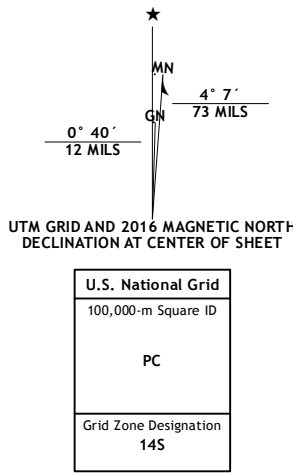 ★
MN
4° 7´
73 MILS
GN
0° 40´
12 MILS
UTM GRID AND 2016 MAGNETIC NORTH
DECLINATION AT CENTER OF SHEET
U.S. National Grid
100,000-m Square ID
PC
Grid Zone Designation
14S